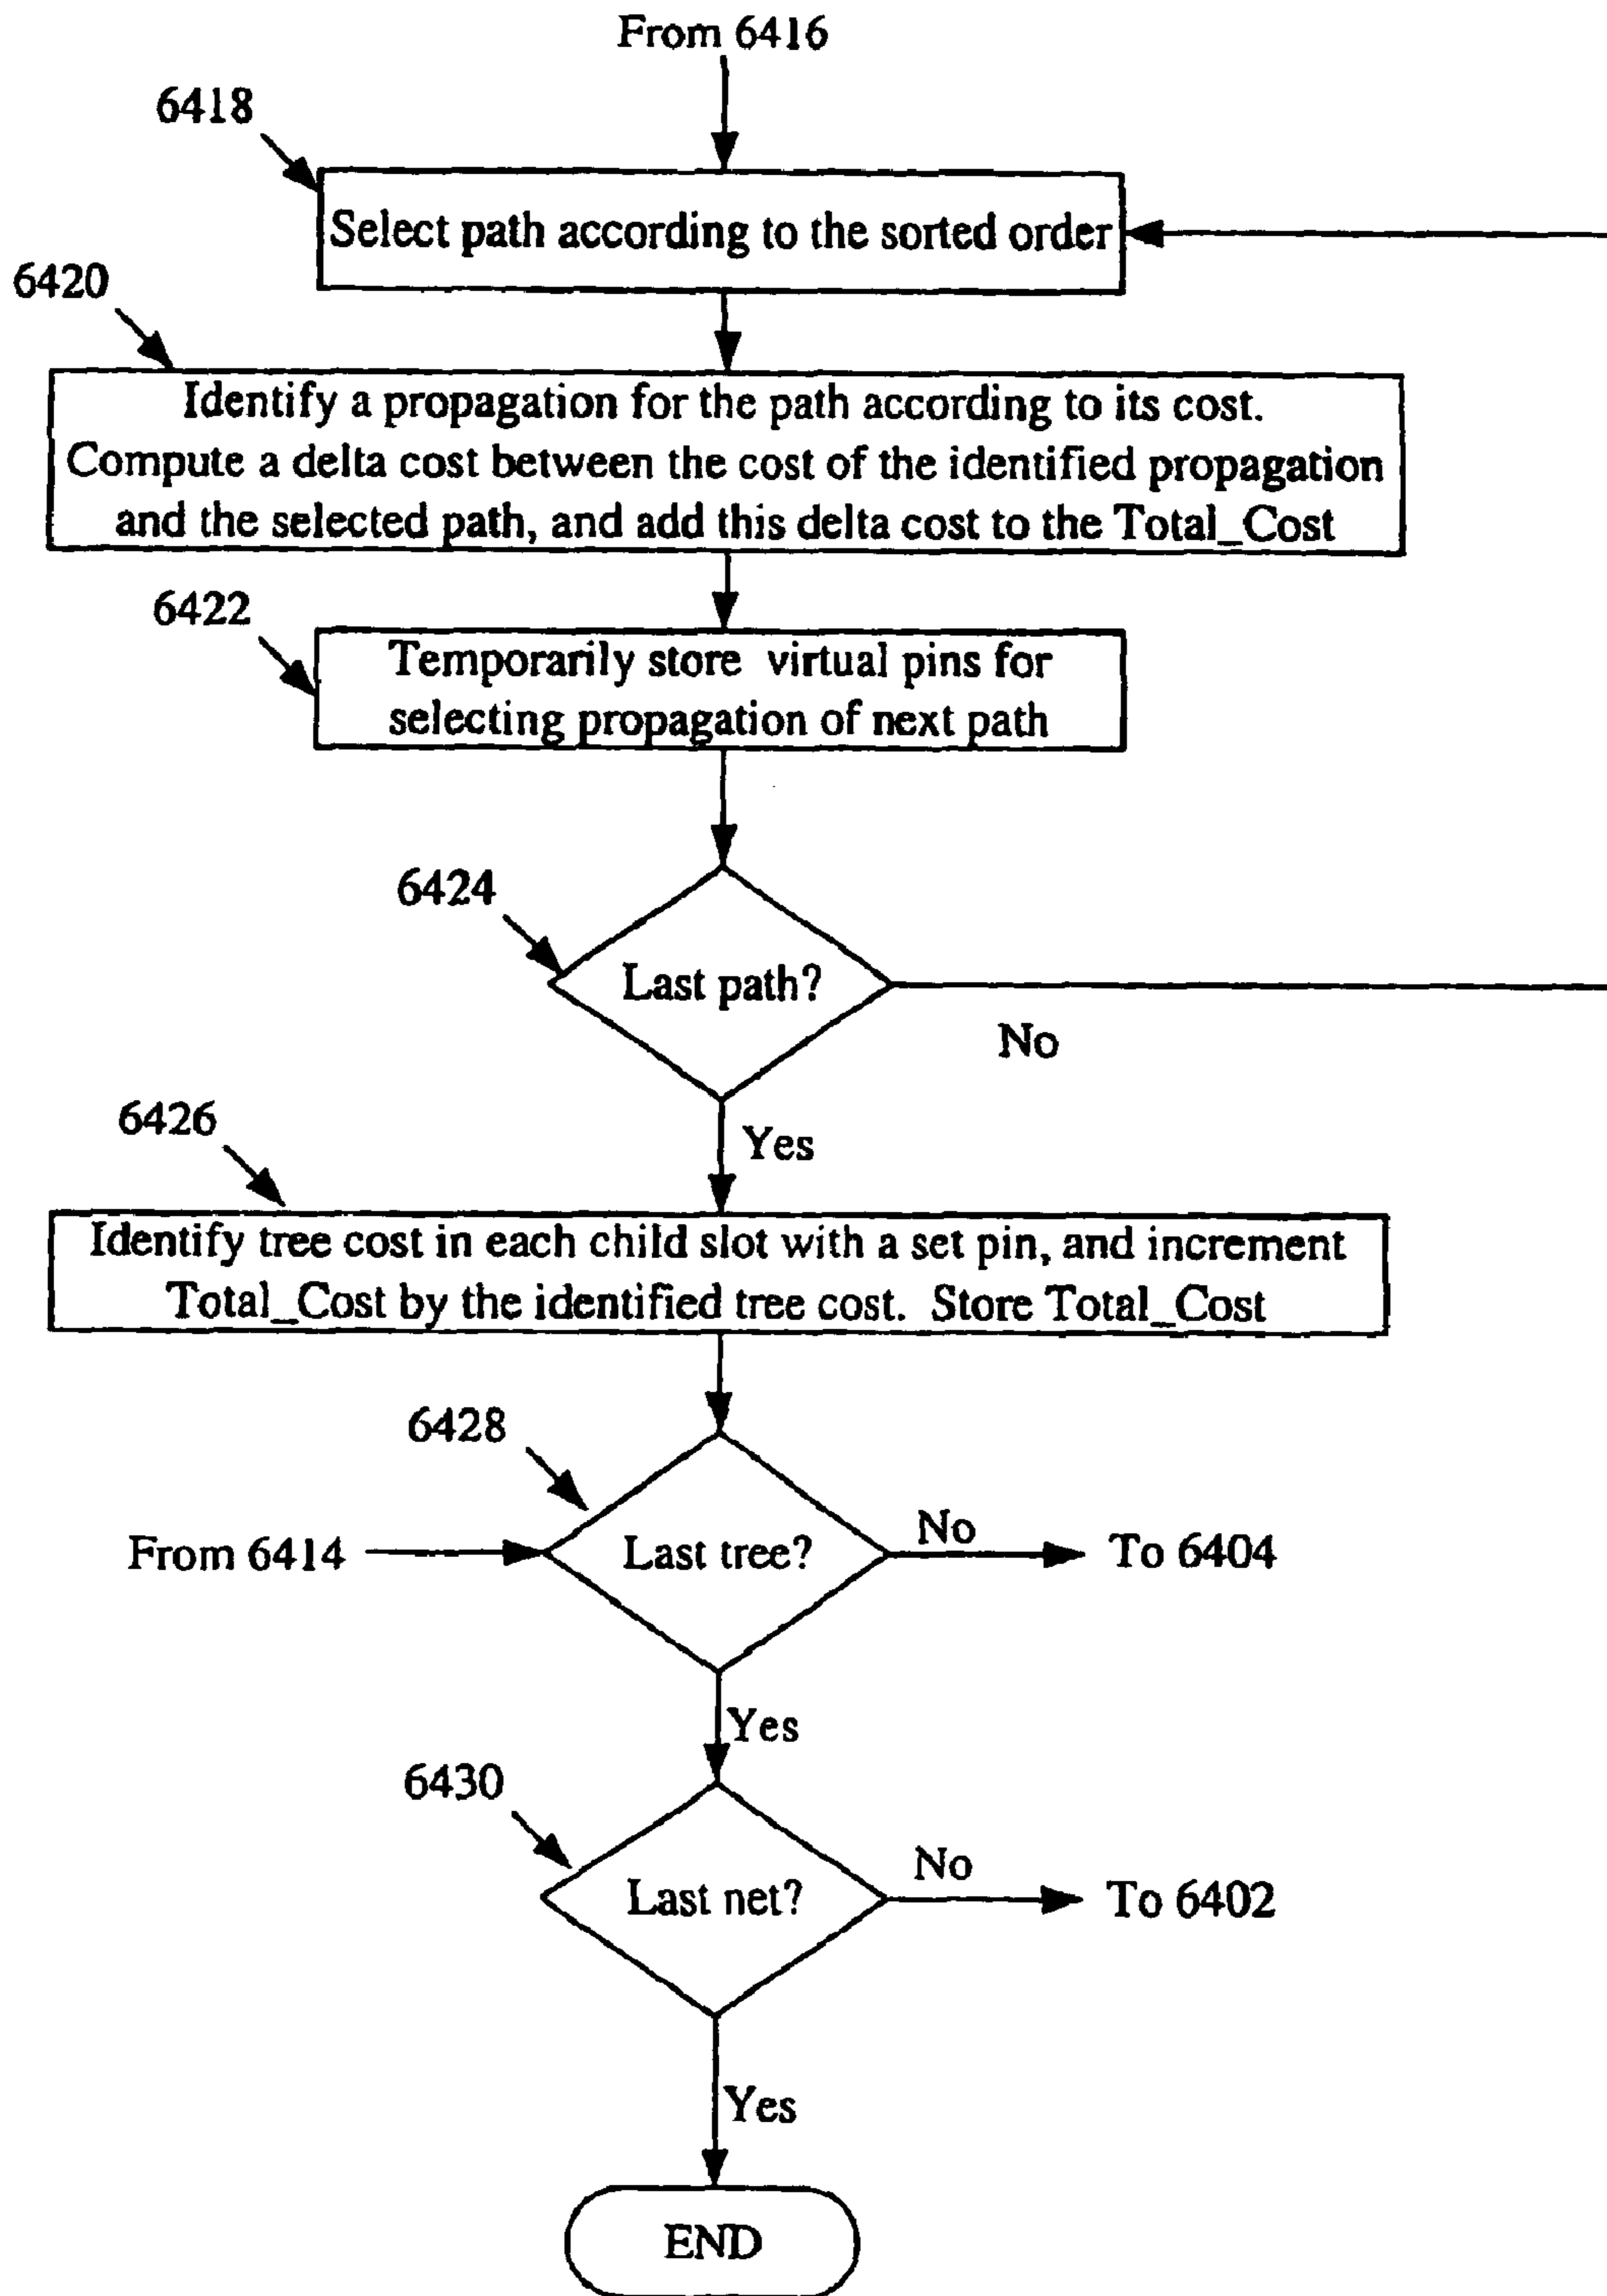 From 6416
6418
Select path according to the sorted order
6420
Identify a propagation for the path according to its cost.
Compute a delta cost between the cost of the identified propagation
and the selected path, and add this delta cost to the Total_Cost
6422
Temporarily store virtual pins for
selecting propagation of next path
6424
Last path?
No
Yes
6426
Identify tree cost in each child slot with a set pin, and increment
Total_Cost by the identified tree cost. Store Total_Cost
6428
From 6414
Last tree?
No
To 6404
Yes
6430
Last net?
No
To 6402
Yes
END